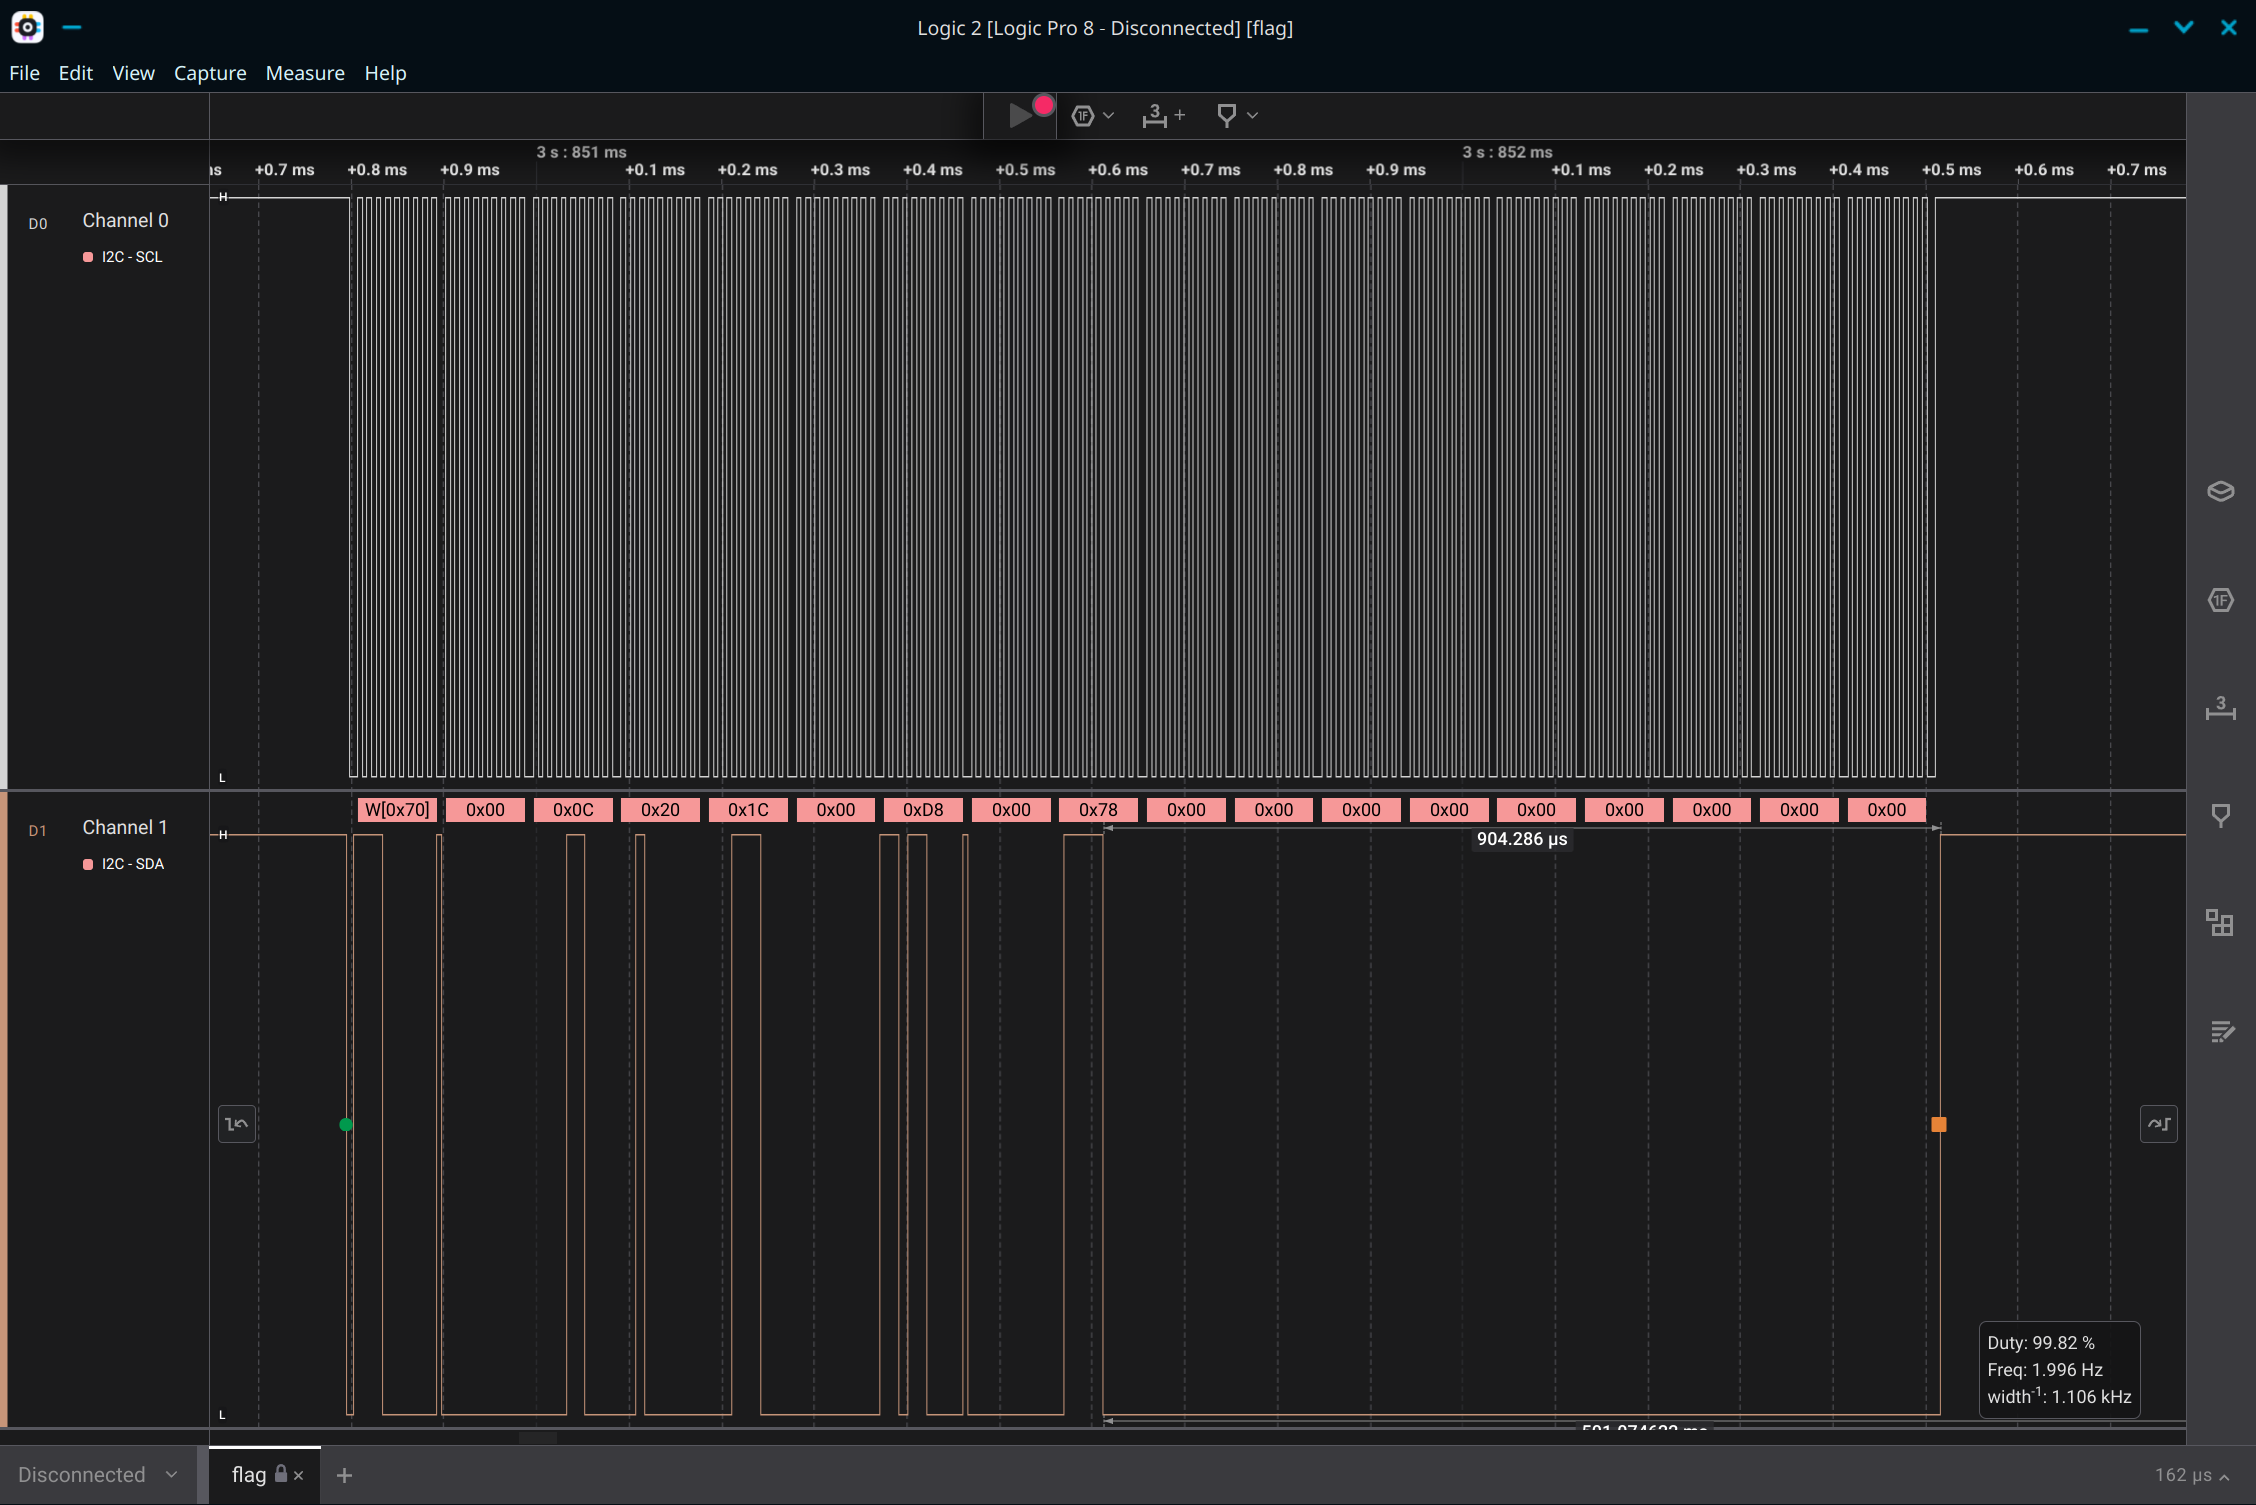 Logic 2 [Logic Pro 8 - Disconnected] [flag]
File Edit View Capture Measure Help
1F 3 +
3 s : 851 ms 3 s : 852 ms
+0.7 ms +0.8 ms +0.9 ms +0.1 ms +0.2 ms +0.3 ms +0.4 ms +0.5 ms +0.6 ms +0.7 ms +0.8 ms +0.9 ms +0.1 ms +0.2 ms +0.3 ms +0.4 ms +0.5 ms +0.6 ms +0.7 ms
H
D0 Channel 0
I2C - SCL
1F
3
L
W[0x70] 0x00 0x0C 0x20 0x1C 0x00 0xD8 0x00 0x78 0x00 0x00 0x00 0x00 0x00 0x00 0x00 0x00 0x00
D1 Channel 1
H
904.286 µs
I2C - SDA
Duty: 99.82 %
Freq: 1.996 Hz
width-1: 1.106 kHz
L
Disconnected flag × + 162 µs